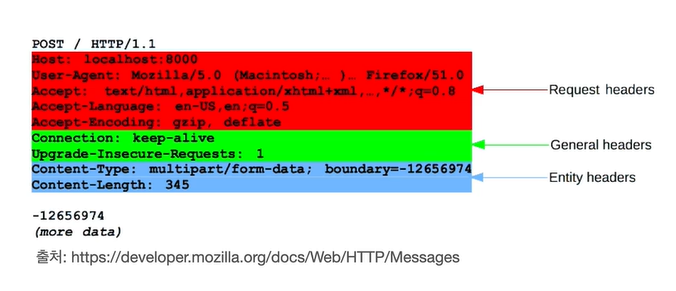 POST / HTTP/1.1
Host: localhost:8000
User-Agent: Mozilla/5.0 (Macintosh;… )… Firefox/51.0
Accept: text/html,application/xhtml+xml,…,*/*;q=0.8
Accept-Language: en-US,en;q=0.5
Accept-Encoding: gzip, deflate
Request headers
Connection: keep-alive
Upgrade-Insecure-Requests: 1
General headers
Content-Type: multipart/form-data; boundary=-12656974
Content-Length: 345
Entity headers
-12656974
(more data)
출처: https://developer.mozilla.org/docs/Web/HTTP/Messages